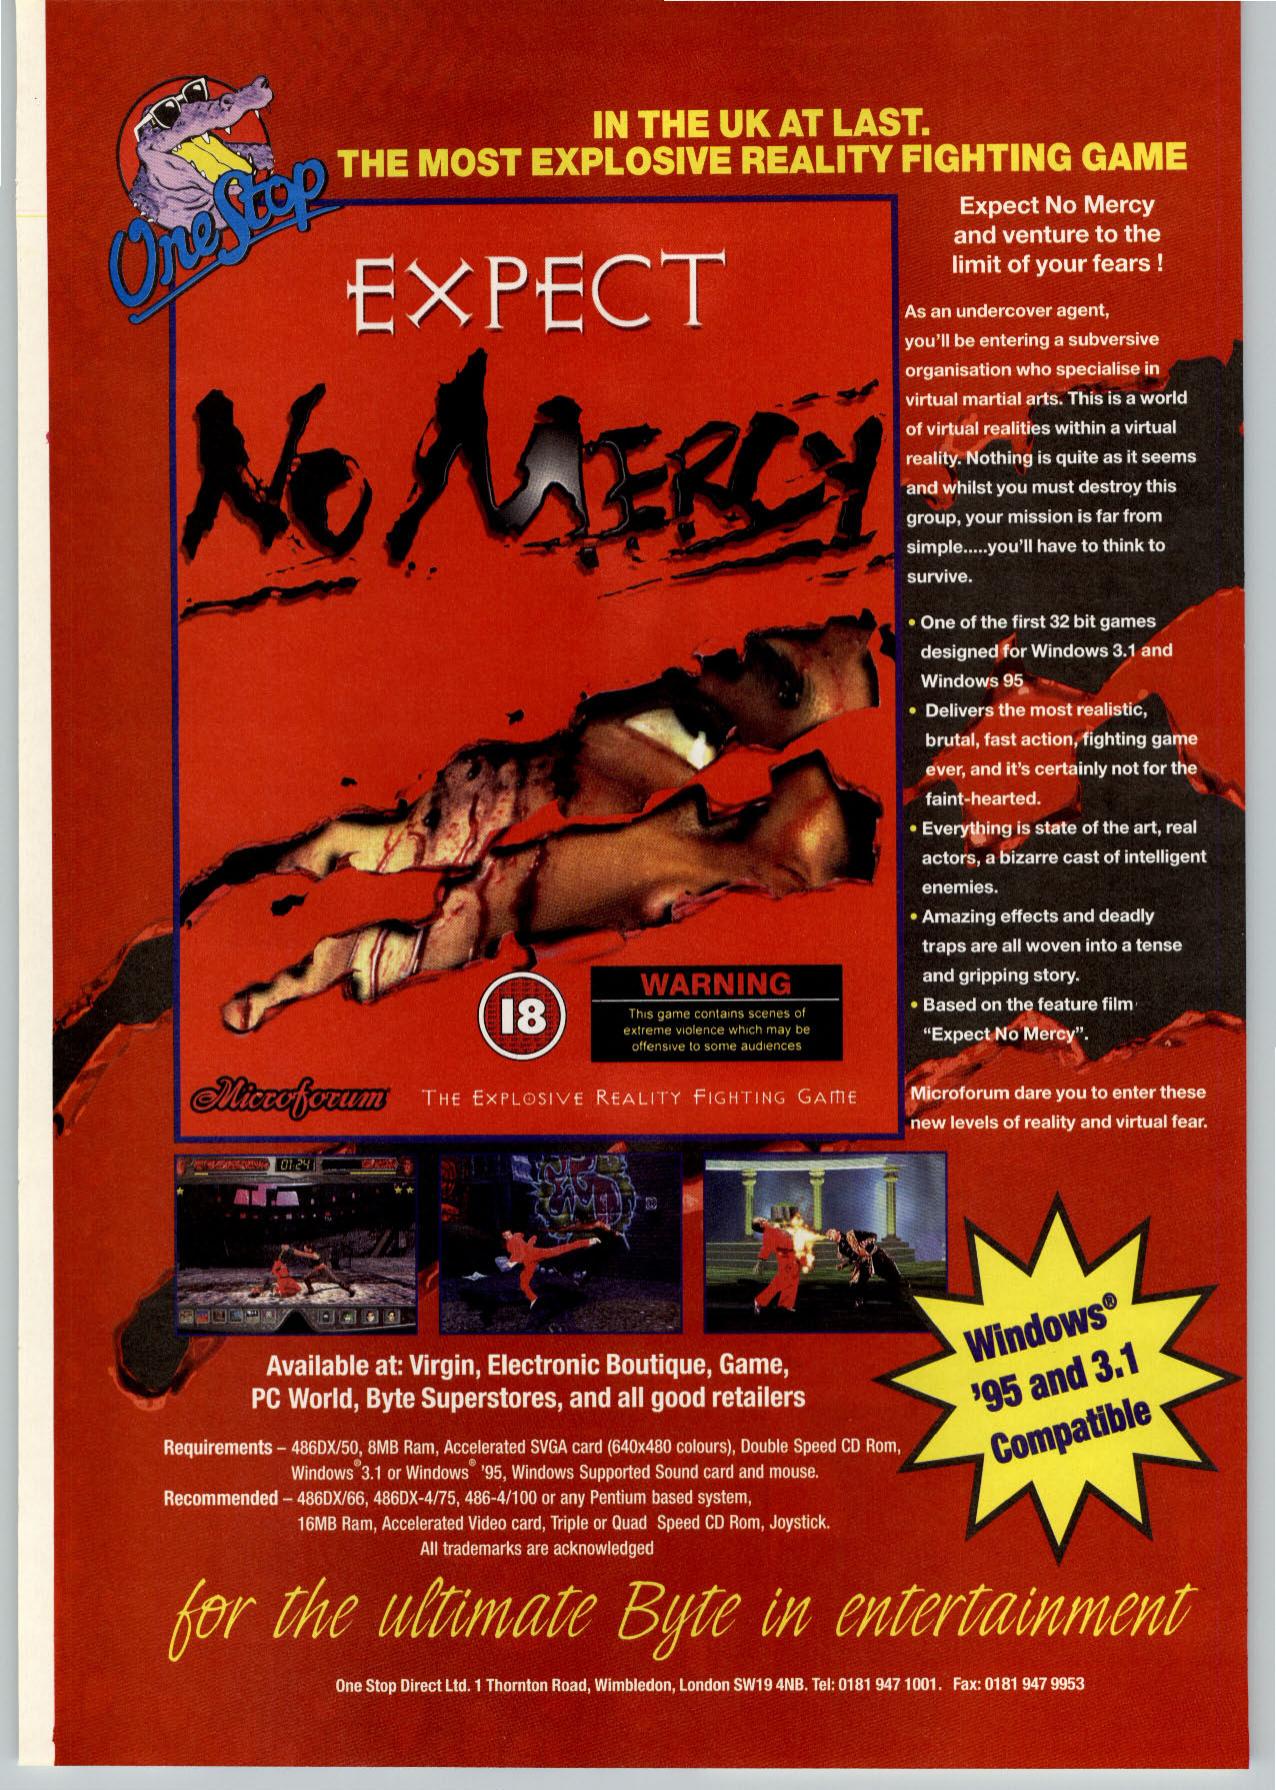 One Stop
IN THE UK AT LAST.
THE MOST EXPLOSIVE REALITY FIGHTING GAME
EXPECT
NO MERCY
18
WARNING
This game contains scenes of
extreme violence which may be
offensive to some audiences
Microforum
THE EXPLOSIVE REALITY FIGHTING GAME
Expect No Mercy
and venture to the
limit of your fears !
As an undercover agent,
you'll be entering a subversive
organisation who specialise in
virtual martial arts. This is a world
of virtual realities within a virtual
reality. Nothing is quite as it seems
and whilst you must destroy this
group, your mission is far from
simple.....you'll have to think to
survive.
• One of the first 32 bit games
designed for Windows 3.1 and
Windows 95
• Delivers the most realistic,
brutal, fast action, fighting game
ever, and it's certainly not for the
faint-hearted.
• Everything is state of the art, real
actors, a bizarre cast of intelligent
enemies.
• Amazing effects and deadly
traps are all woven into a tense
and gripping story.
• Based on the feature film
“Expect No Mercy”.
Microforum dare you to enter these
new levels of reality and virtual fear.
01:24
Windows®
'95 and 3.1
Compatible
Available at: Virgin, Electronic Boutique, Game,
PC World, Byte Superstores, and all good retailers
Requirements – 486DX/50, 8MB Ram, Accelerated SVGA card (640x480 colours), Double Speed CD Rom,
Windows®3.1 or Windows® '95, Windows Supported Sound card and mouse.
Recommended – 486DX/66, 486DX-4/75, 486-4/100 or any Pentium based system,
16MB Ram, Accelerated Video card, Triple or Quad Speed CD Rom, Joystick.
All trademarks are acknowledged
for the ultimate Byte in entertainment
One Stop Direct Ltd. 1 Thornton Road, Wimbledon, London SW19 4NB. Tel: 0181 947 1001. Fax: 0181 947 9953